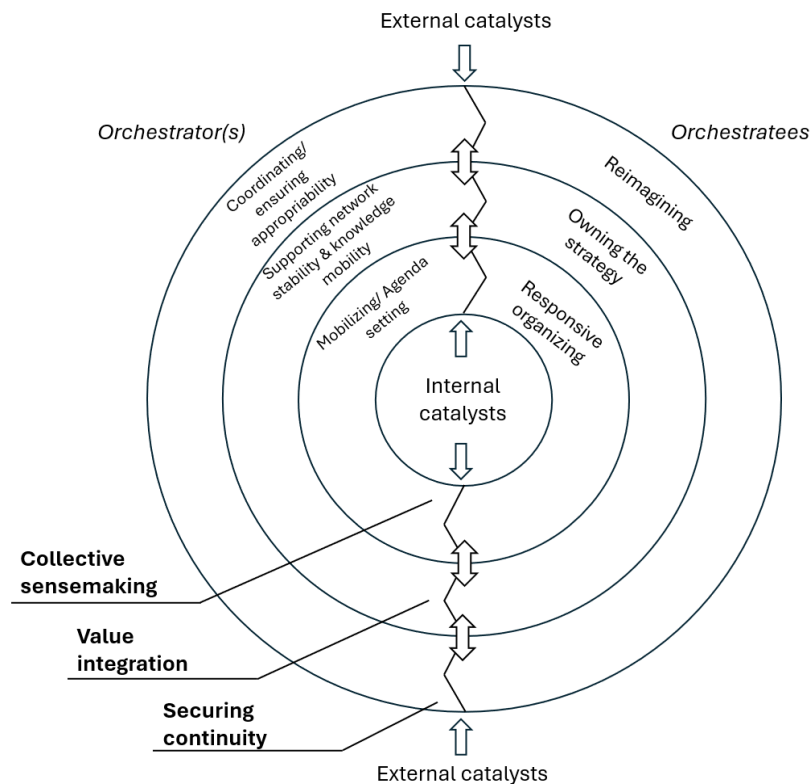 External catalysts
Orchestrator(s)
Orchestratees
Coordinating/
ensuring
appropriability
Reimagining
Supporting network
stability & knowledge
mobility
Owning the
strategy
Mobilizing/ Agenda
setting
Responsive
organizing
Internal
catalysts
Collective
sensemaking
Value
integration
Securing
continuity
External catalysts